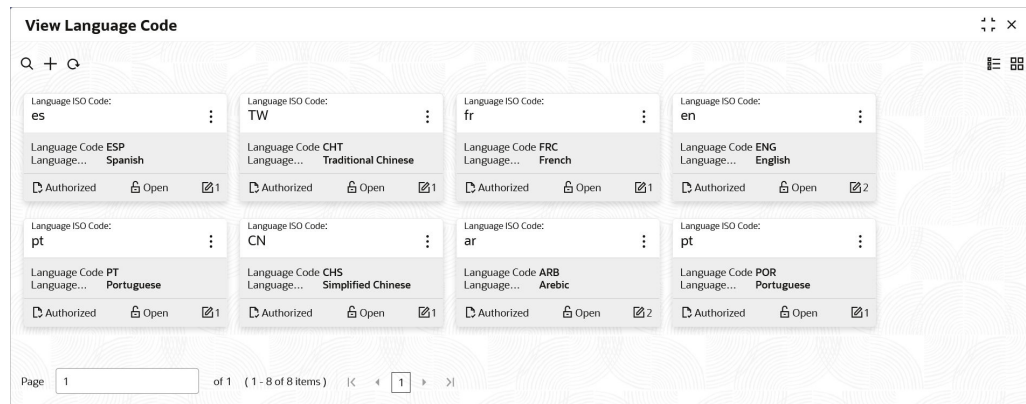 View Language Code
Language ISO Code:
es
Language Code ESP
Language... Spanish
Authorized Open 1
Language ISO Code:
TW
Language Code CHT
Language... Traditional Chinese
Authorized Open 1
Language ISO Code:
fr
Language Code FRC
Language... French
Authorized Open 1
Language ISO Code:
en
Language Code ENG
Language... English
Authorized Open 2
Language ISO Code:
pt
Language Code PT
Language... Portuguese
Authorized Open 1
Language ISO Code:
CN
Language Code CHS
Language... Simplified Chinese
Authorized Open 1
Language ISO Code:
ar
Language Code ARB
Language... Arebic
Authorized Open 2
Language ISO Code:
pt
Language Code POR
Language... Portuguese
Authorized Open 1
Page 1 of 1 (1 - 8 of 8 items) 1